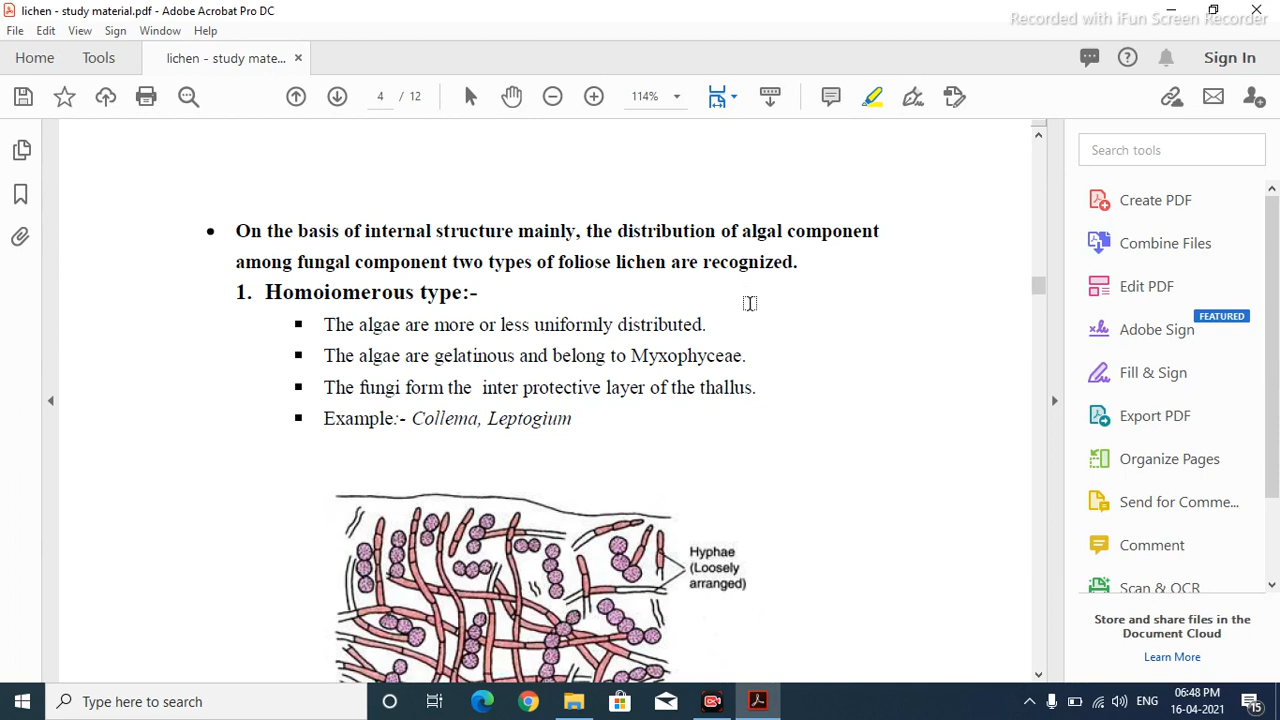 lichen - study material.pdf - Adobe Acrobat Pro DC
Recorded with iFun Screen Recorder
File Edit View Sign Window Help
Home Tools lichen - study mate... × Sign In
4 / 12 114%
Search tools
Create PDF
Combine Files
Edit PDF
FEATURED
Adobe Sign
Fill & Sign
Export PDF
Organize Pages
Send for Comme...
Comment
Scan & OCR
Store and share files in the
Document Cloud
Learn More
• On the basis of internal structure mainly, the distribution of algal component
among fungal component two types of foliose lichen are recognized.
1. Homoiomerous type:-
▪ The algae are more or less uniformly distributed.
▪ The algae are gelatinous and belong to Myxophyceae.
▪ The fungi form the inter protective layer of the thallus.
▪ Example:- Collema, Leptogium
Hyphae
(Loosely
arranged)
Type here to search
ENG
06:48 PM
16-04-2021
15